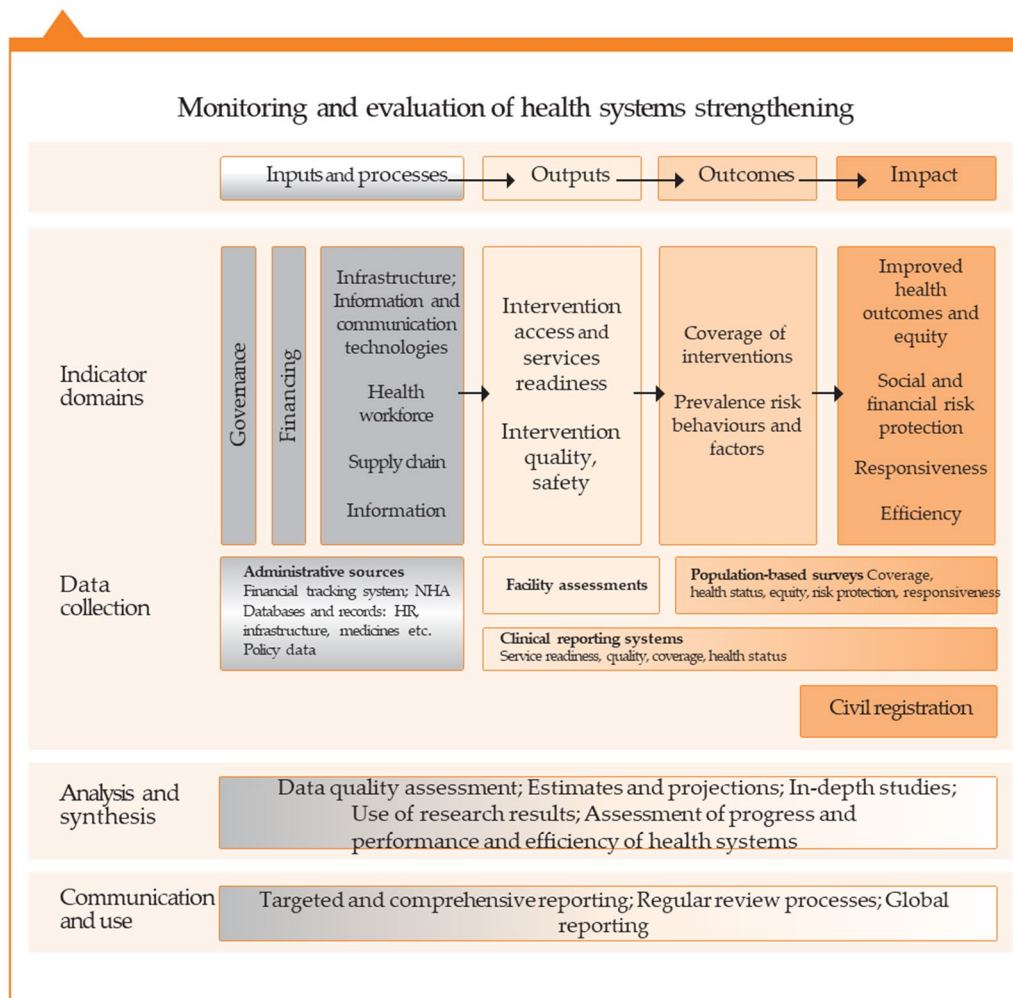 Monitoring and evaluation of health systems strengthening
Inputs and processes
Outputs
Outcomes
Impact
Indicator
domains
Governance
Financing
Infrastructure;
Information and
communication
technologies
Health
workforce
Supply chain
Information
Intervention
access and
services
readiness
Intervention
quality,
safety
Coverage of
interventions
Prevalence risk
behaviours and
factors
Improved
health
outcomes and
equity
Social and
financial risk
protection
Responsiveness
Efficiency
Data
collection
Administrative sources
Financial tracking system; NHA
Databases and records: HR,
infrastructure, medicines etc.
Policy data
Facility assessments
Population-based surveys Coverage,
health status, equity, risk protection, responsiveness
Clinical reporting systems
Service readiness, quality, coverage, health status
Civil registration
Analysis and
synthesis
Data quality assessment; Estimates and projections; In-depth studies;
Use of research results; Assessment of progress and
performance and efficiency of health systems
Communication
and use
Targeted and comprehensive reporting; Regular review processes; Global
reporting